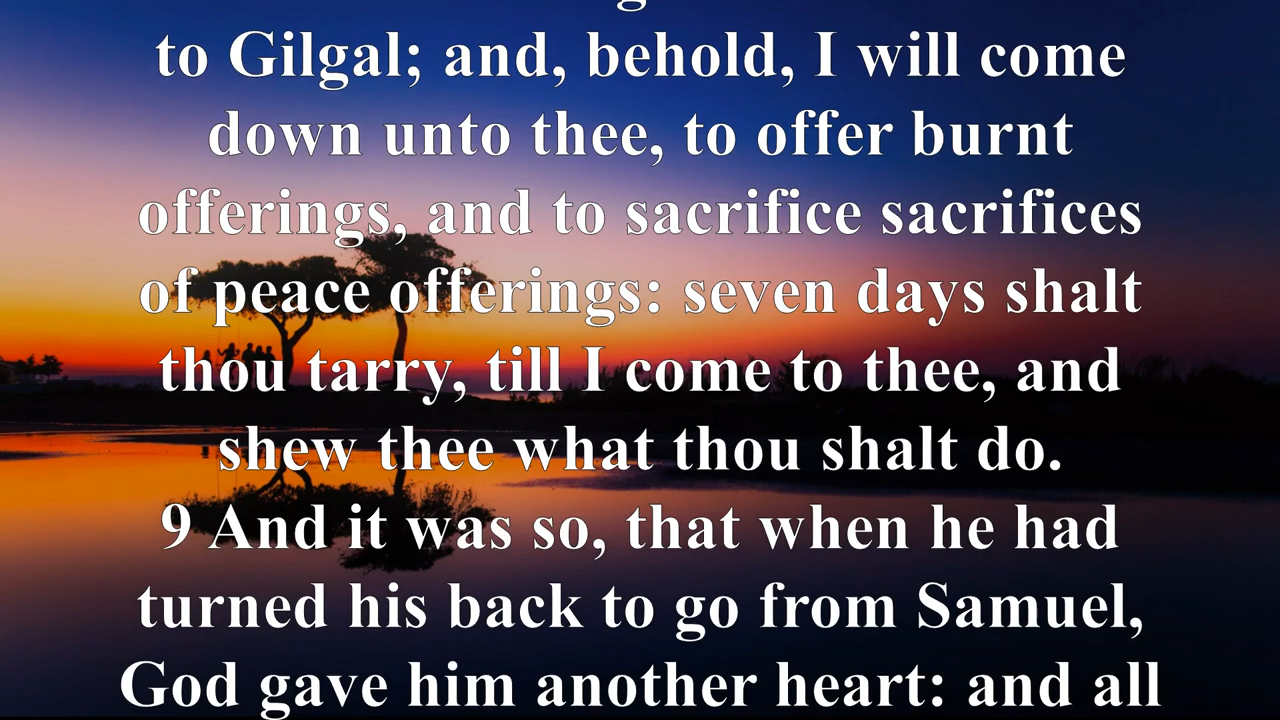 to Gilgal; and, behold, I will come
down unto thee, to offer burnt
offerings, and to sacrifice sacrifices
of peace offerings: seven days shalt
thou tarry, till I come to thee, and
shew thee what thou shalt do.
9 And it was so, that when he had
turned his back to go from Samuel,
God gave him another heart: and all